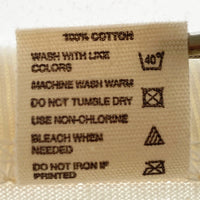 100% COTTON
WASH WITH LIKE
COLORS
40°
MACHINE WASH WARM
DO NOT TUMBLE DRY
USE NON-CHLORINE
BLEACH WHEN
NEEDED
DO NOT IRON IF
PRINTED